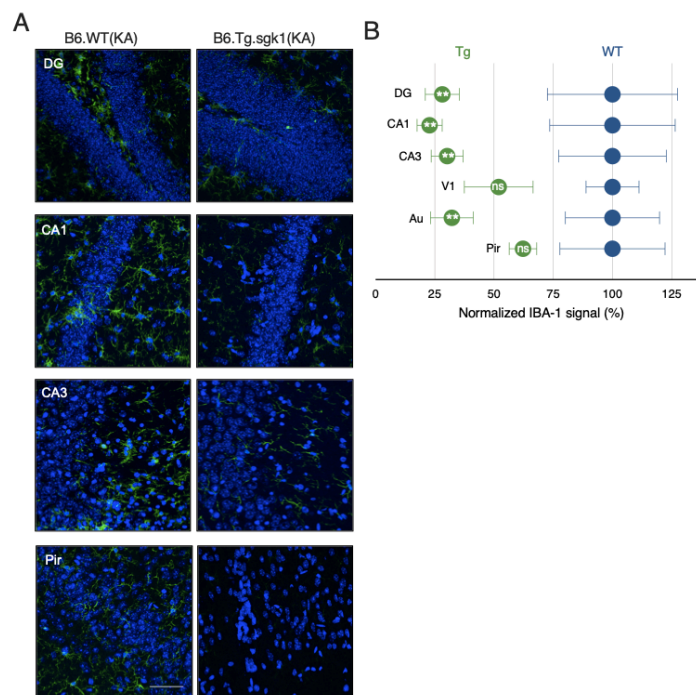 A
B6.WT(KA)
B6.Tg.sgk1(KA)
DG
CA1
CA3
Pir
B
Tg
WT
DG
**
CA1
**
CA3
**
V1
ns
Au
**
Pir
ns
0
25
50
75
100
125
Normalized IBA-1 signal (%)